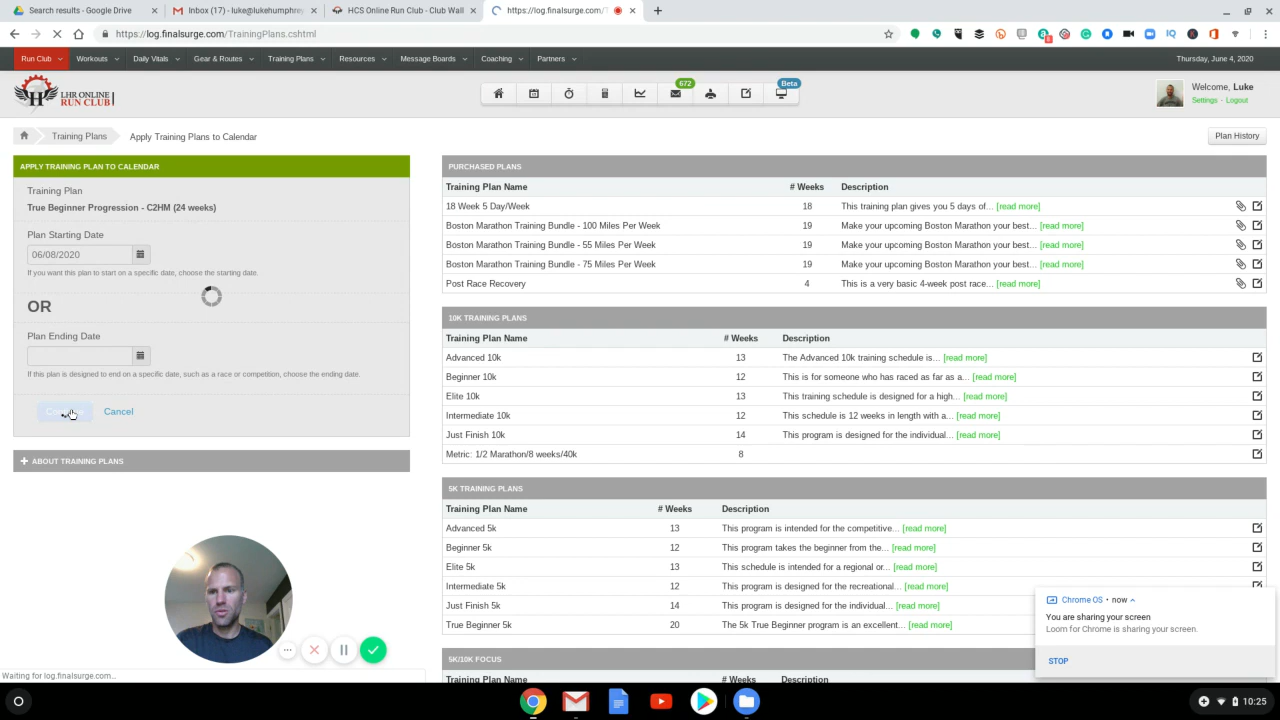 Search results - Google Drive
Inbox (17) - luke@lukehumphrey
HCS Online Run Club - Club Wall
https://log.finalsurge.com/T
https://log.finalsurge.com/TrainingPlans.cshtml
Run Club
Workouts
Daily Vitals
Gear & Routes
Training Plans
Resources
Message Boards
Coaching
Partners
Thursday, June 4, 2020
LHR ONLINE
RUN CLUB
672
Beta
Welcome, Luke
Settings - Logout
Training Plans
Apply Training Plans to Calendar
Plan History
APPLY TRAINING PLAN TO CALENDAR
Training Plan
True Beginner Progression - C2HM (24 weeks)
Plan Starting Date
06/08/2020
If you want this plan to start on a specific date, choose the starting date.
OR
Plan Ending Date
If this plan is designed to end on a specific date, such as a race or competition, choose the ending date.
Cancel
ABOUT TRAINING PLANS
PURCHASED PLANS
Training Plan Name # Weeks Description
18 Week 5 Day/Week 18 This training plan gives you 5 days of... [read more]
Boston Marathon Training Bundle - 100 Miles Per Week 19 Make your upcoming Boston Marathon your best... [read more]
Boston Marathon Training Bundle - 55 Miles Per Week 19 Make your upcoming Boston Marathon your best... [read more]
Boston Marathon Training Bundle - 75 Miles Per Week 19 Make your upcoming Boston Marathon your best... [read more]
Post Race Recovery 4 This is a very basic 4-week post race... [read more]
10K TRAINING PLANS
Training Plan Name # Weeks Description
Advanced 10k 13 The Advanced 10k training schedule is... [read more]
Beginner 10k 12 This is for someone who has raced as far as a... [read more]
Elite 10k 13 This training schedule is designed for a high... [read more]
Intermediate 10k 12 This schedule is 12 weeks in length with a... [read more]
Just Finish 10k 14 This program is designed for the individual... [read more]
Metric: 1/2 Marathon/8 weeks/40k 8
5K TRAINING PLANS
Training Plan Name # Weeks Description
Advanced 5k 13 This program is intended for the competitive... [read more]
Beginner 5k 12 This program takes the beginner from the... [read more]
Elite 5k 13 This schedule is intended for a regional or... [read more]
Intermediate 5k 12 This program is designed for the recreational... [read more]
Just Finish 5k 14 This program is designed for the individual... [read more]
True Beginner 5k 20 The 5k True Beginner program is an excellent... [read more]
5K/10K FOCUS
Training Plan Name # Weeks Description
Chrome OS • now
You are sharing your screen
Loom for Chrome is sharing your screen.
STOP
Waiting for log.finalsurge.com...
10:25